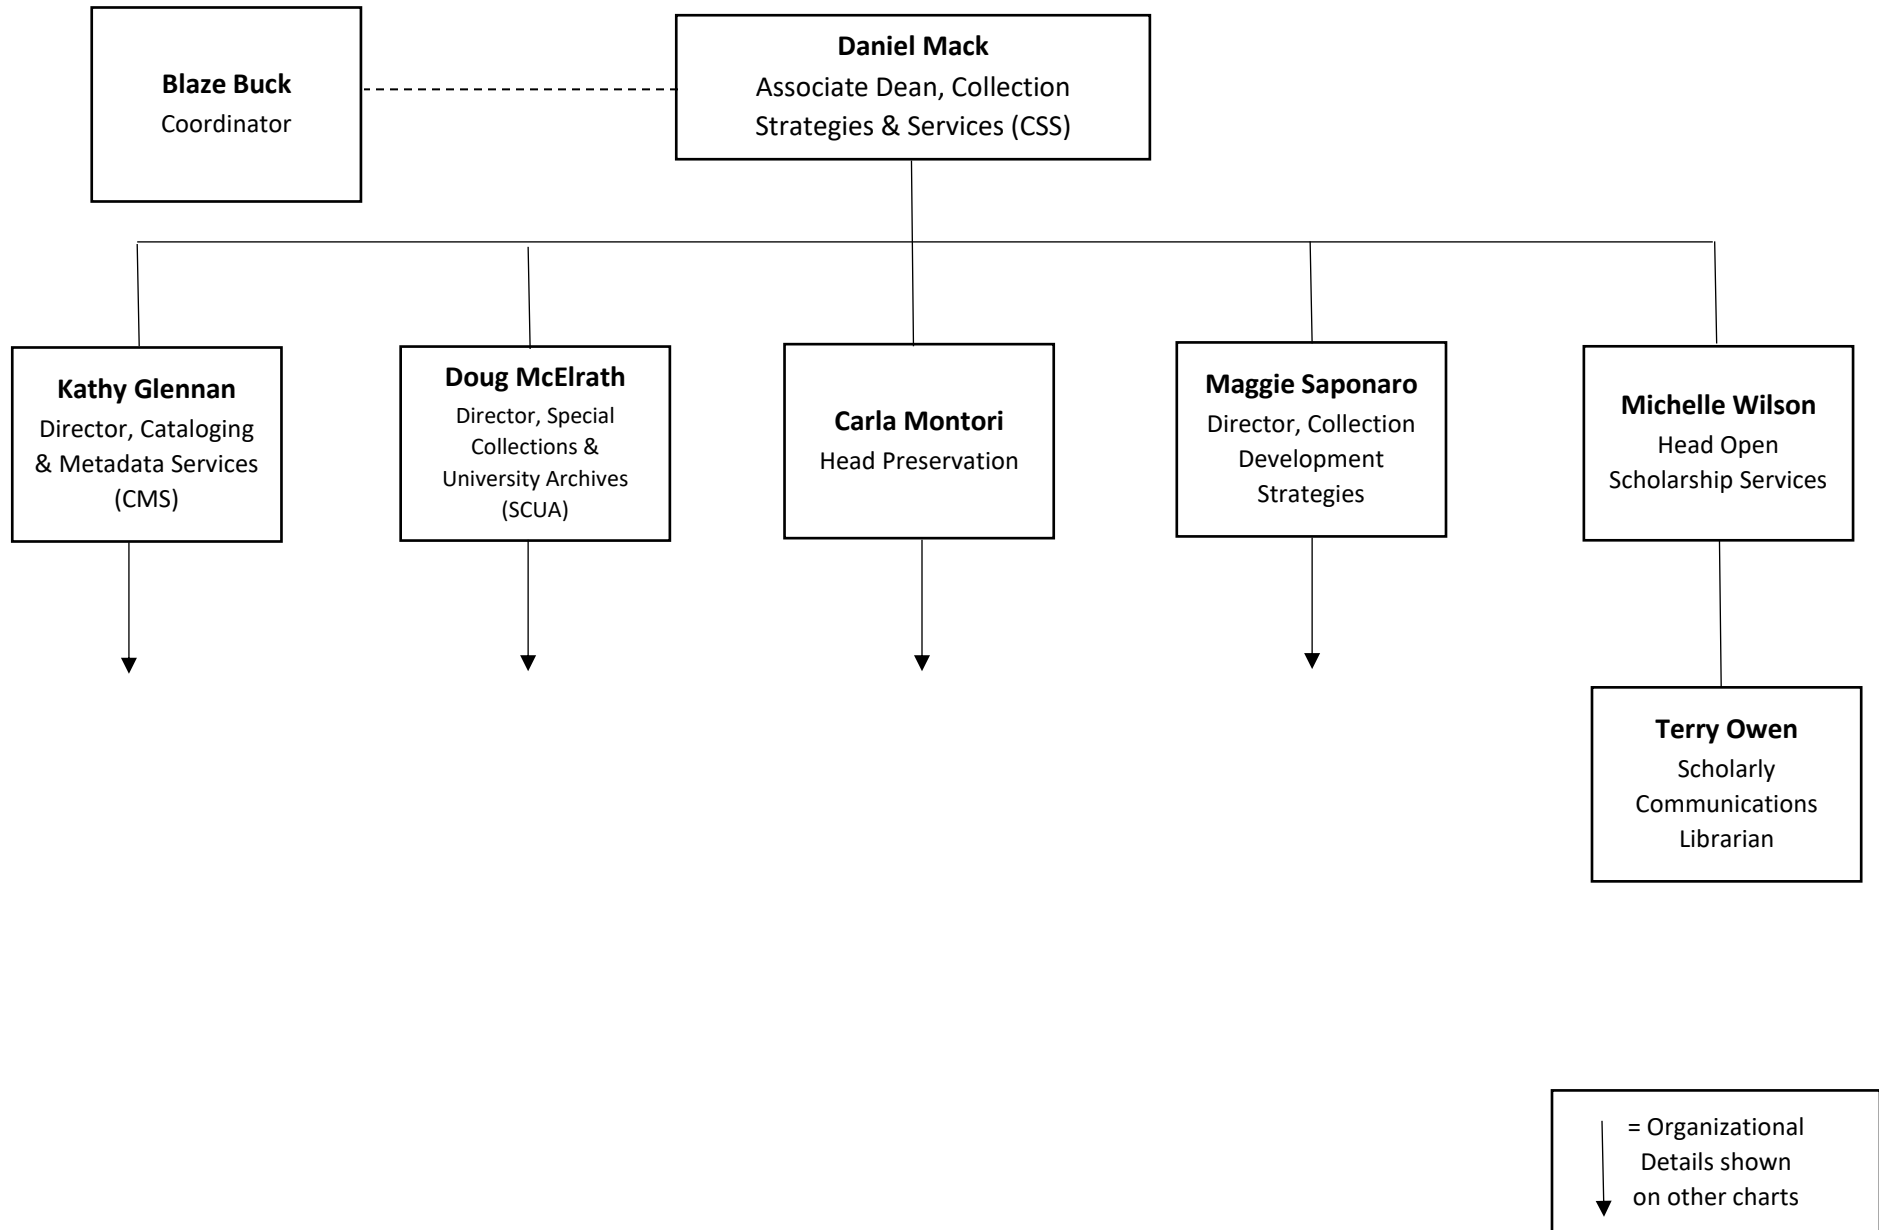 Blaze Buck
Coordinator
Daniel Mack
Associate Dean, Collection
Strategies & Services (CSS)
Kathy Glennan
Director, Cataloging
& Metadata Services
(CMS)
Doug McElrath
Director, Special
Collections &
University Archives
(SCUA)
Carla Montori
Head Preservation
Maggie Saponaro
Director, Collection
Development
Strategies
Michelle Wilson
Head Open
Scholarship Services
Terry Owen
Scholarly
Communications
Librarian
= Organizational
Details shown
on other charts